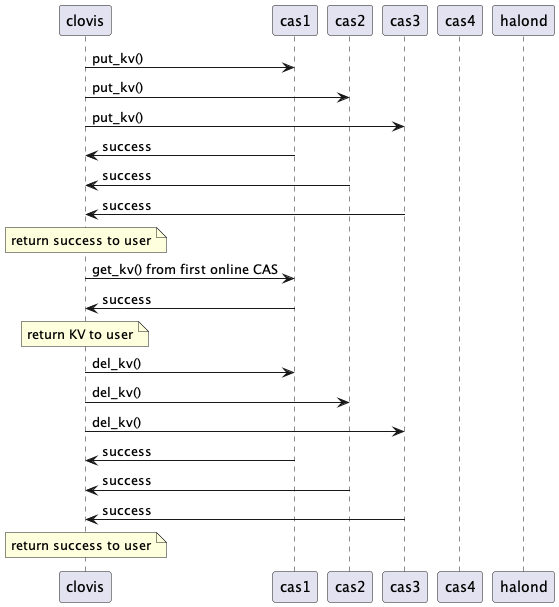 clovis cas1 cas2 cas3 cas4 halond
put_kv()
put_kv()
put_kv()
success
success
success
return success to user
get_kv() from first online CAS
success
return KV to user
del_kv()
del_kv()
del_kv()
success
success
success
return success to user
clovis cas1 cas2 cas3 cas4 halond